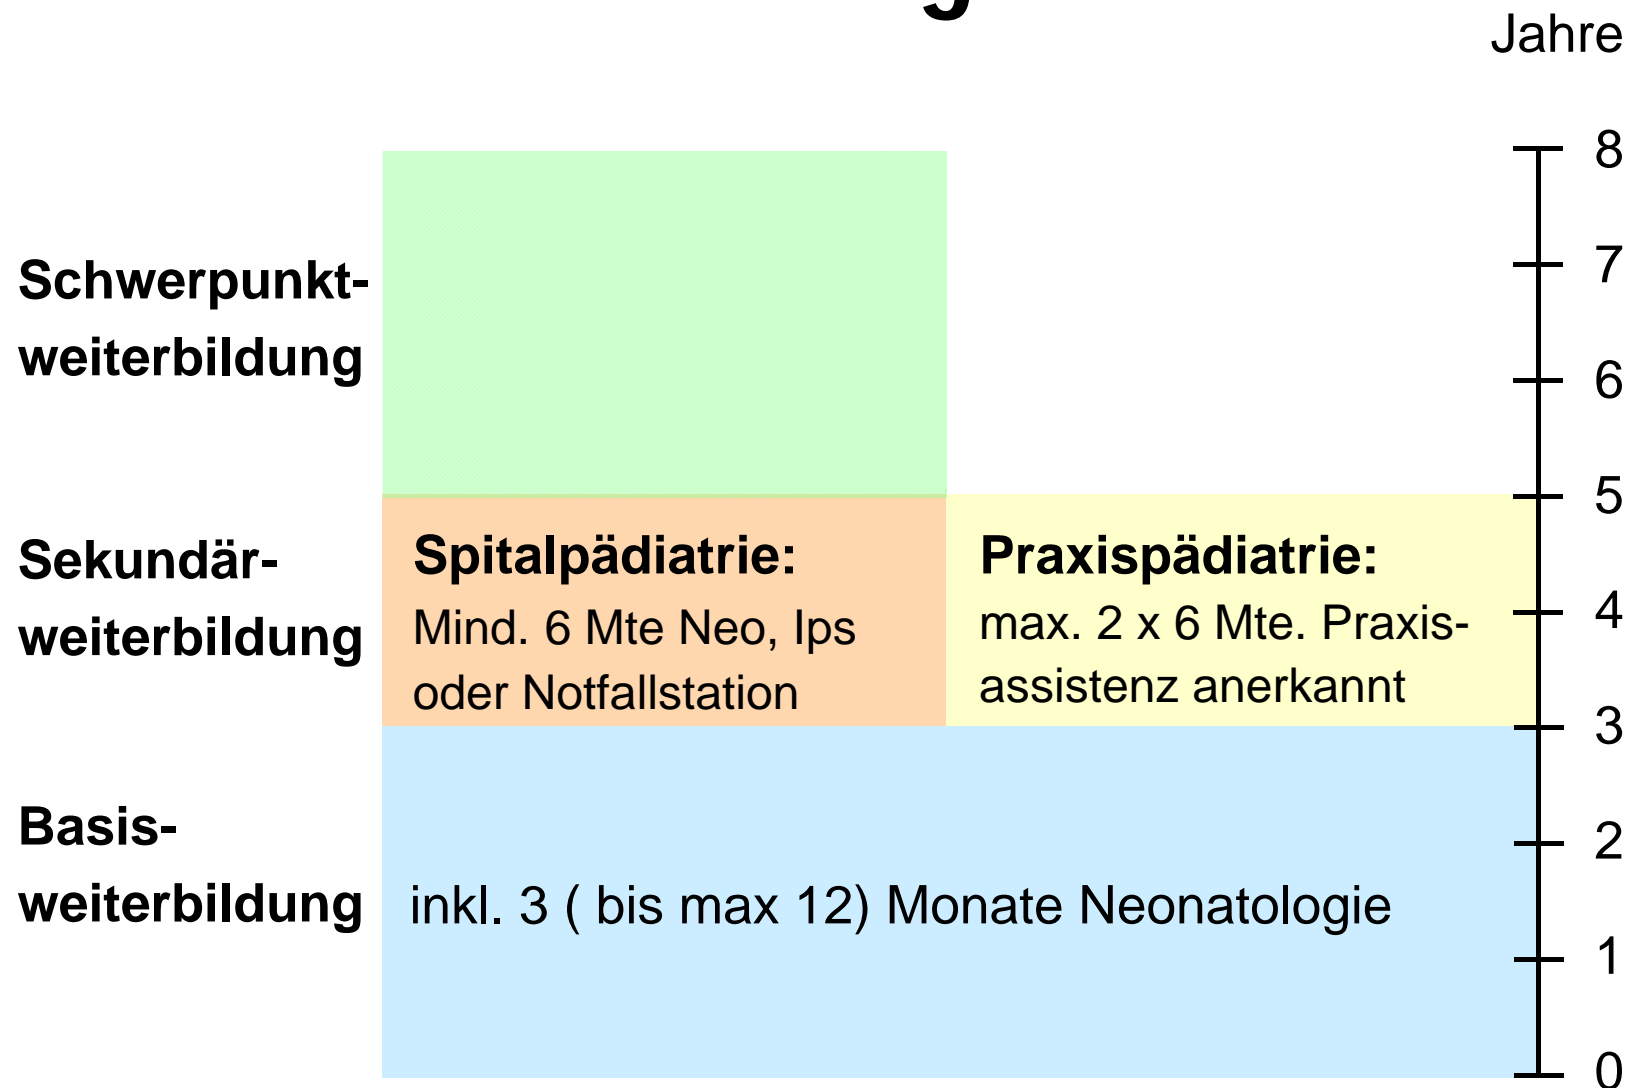 Jahre
8
7
Schwerpunkt-
weiterbildung
6
5
Sekundär-
weiterbildung
Spitalpädiatrie:
Mind. 6 Mte Neo, Ips
oder Notfallstation
Praxispädiatrie:
max. 2 x 6 Mte. Praxis-
assistenz anerkannt
4
3
Basis-
weiterbildung
inkl. 3 ( bis max 12) Monate Neonatologie
2
1
0